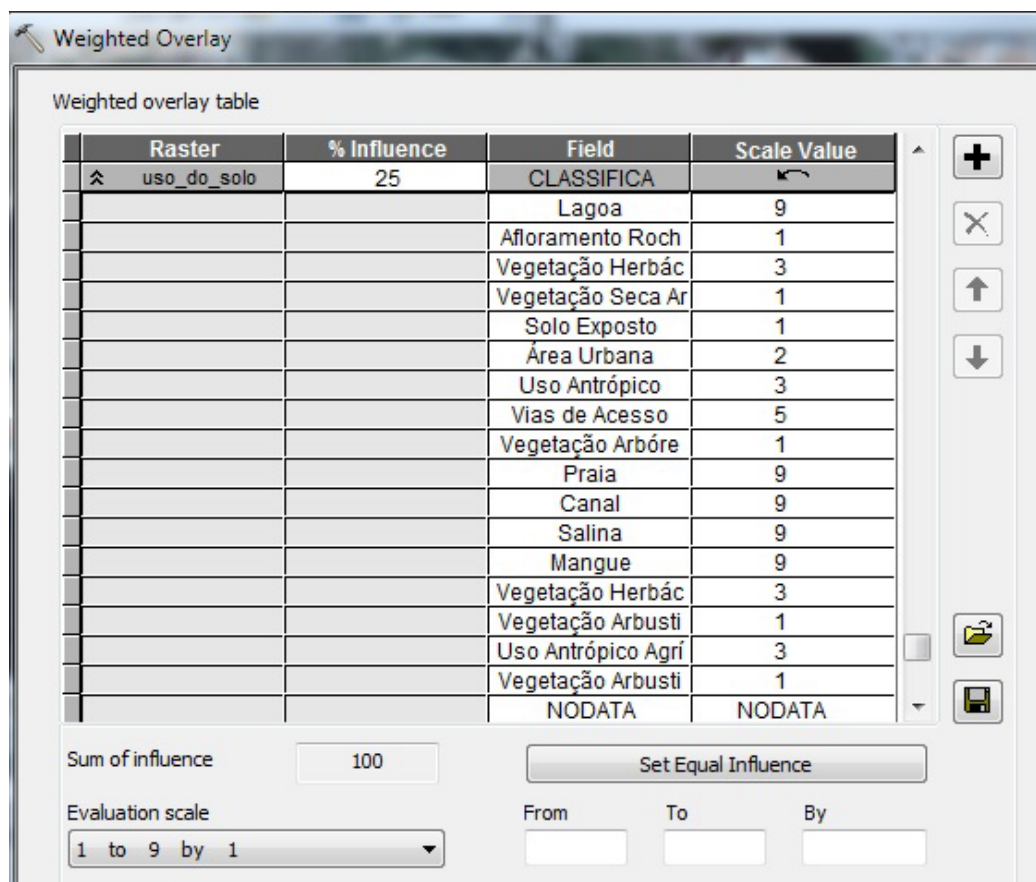 Weighted Overlay
Weighted overlay table
Raster % Influence Field Scale Value
uso_do_solo 25 CLASSIFICA
Lagoa 9
Afloramento Roch 1
Vegetação Herbác 3
Vegetação Seca Ar 1
Solo Exposto 1
Área Urbana 2
Uso Antrópico 3
Vias de Acesso 5
Vegetação Arbóre 1
Praia 9
Canal 9
Salina 9
Mangue 9
Vegetação Herbác 3
Vegetação Arbusti 1
Uso Antrópico Agrí 3
Vegetação Arbusti 1
NODATA NODATA
Sum of influence 100 Set Equal Influence
Evaluation scale From To By
1 to 9 by 1